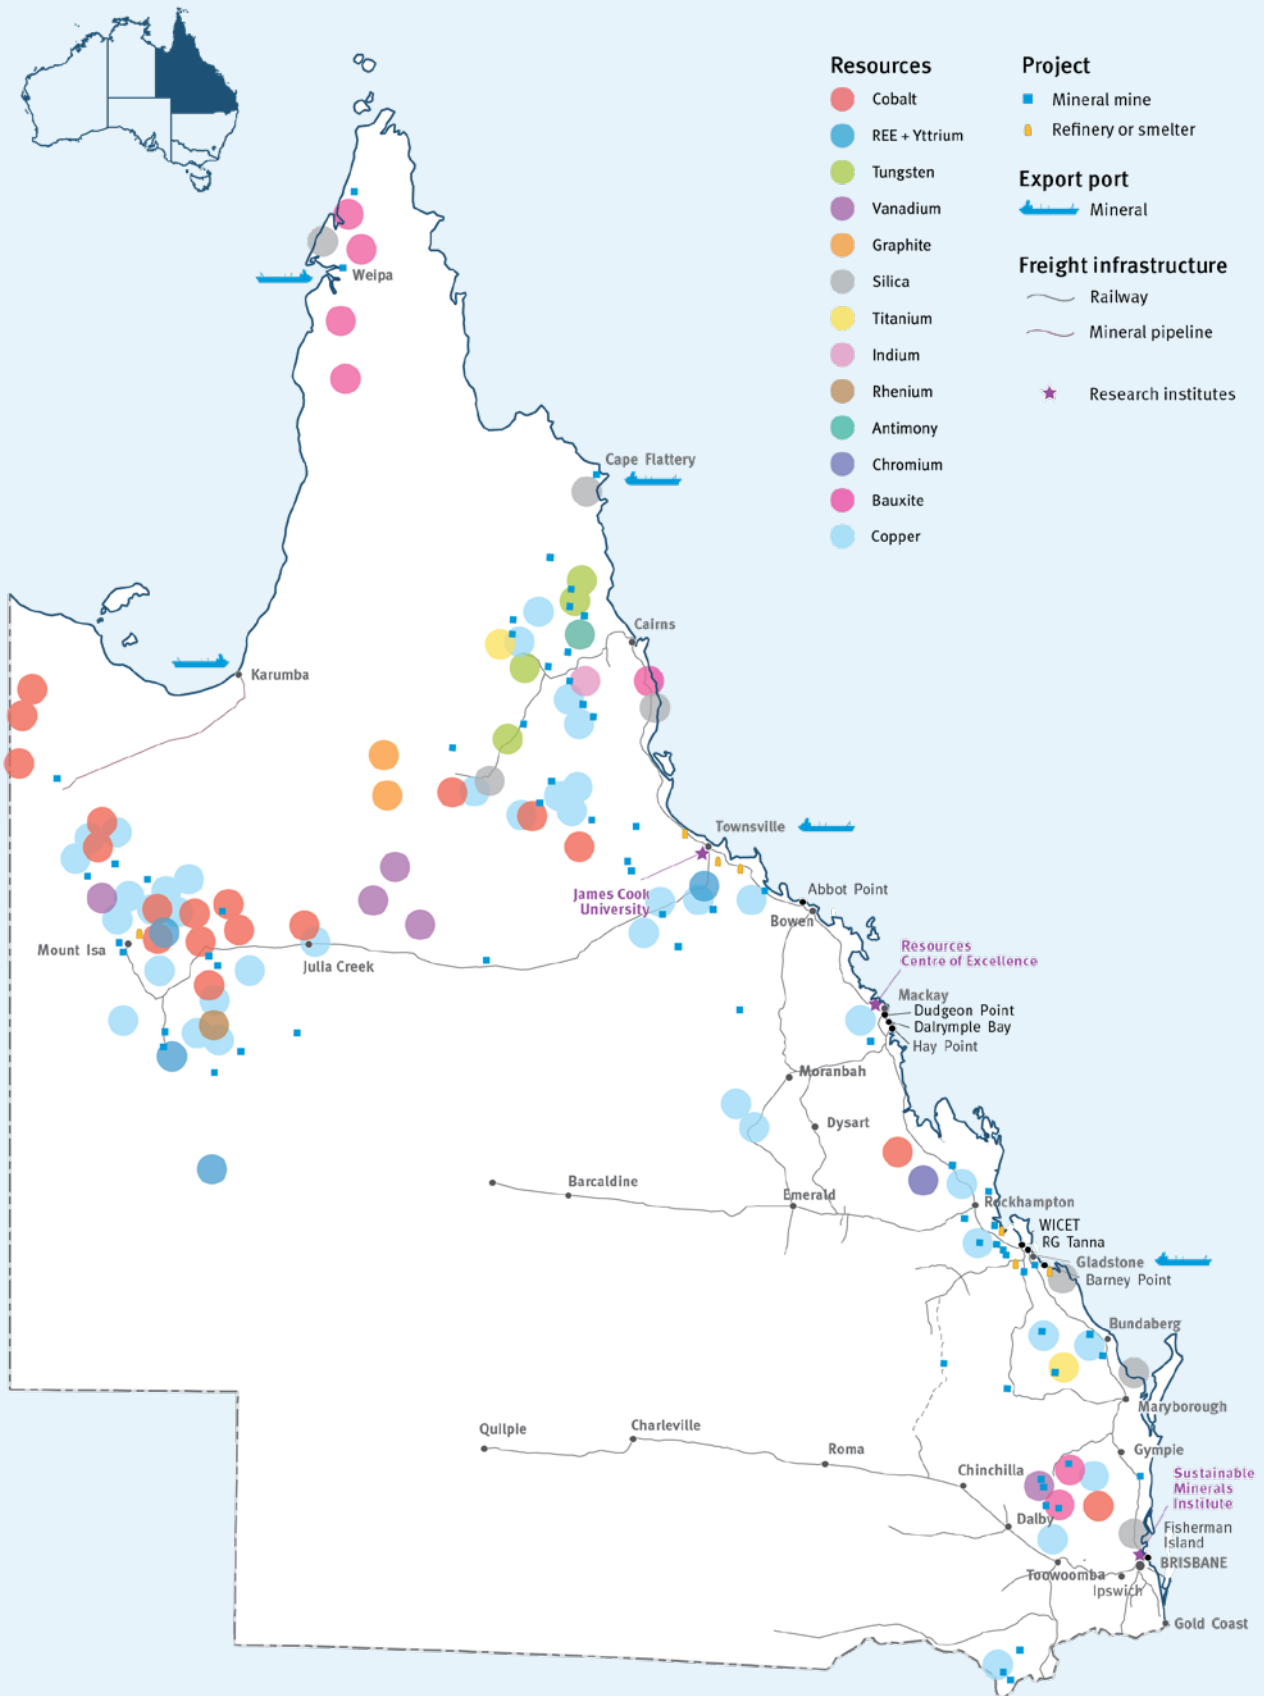 Resources
Cobalt
REE + Yttrium
Tungsten
Vanadium
Graphite
Silica
Titanium
Indium
Rhenium
Antimony
Chromium
Bauxite
Copper
Project
Mineral mine
Refinery or smelter
Export port
Mineral
Freight infrastructure
Railway
Mineral pipeline
Research institutes
Weipa
Cape Flattery
Cairns
Karumba
Townsville
James Cook
University
Abbot Point
Bowen
Mount Isa
Julia Creek
Resources
Centre of Excellence
Mackay
Dudgeon Point
Dalrymple Bay
Hay Point
Moranbah
Dysart
Barcaldine
Emerald
Rockhampton
WICET
RG Tanna
Gladstone
Barney Point
Bundaberg
Maryborough
Quilpie
Charleville
Roma
Chinchilla
Gympie
Sustainable
Minerals
Institute
Dalby
Fisherman
Island
BRISBANE
Toowoomba
Ipswich
Gold Coast